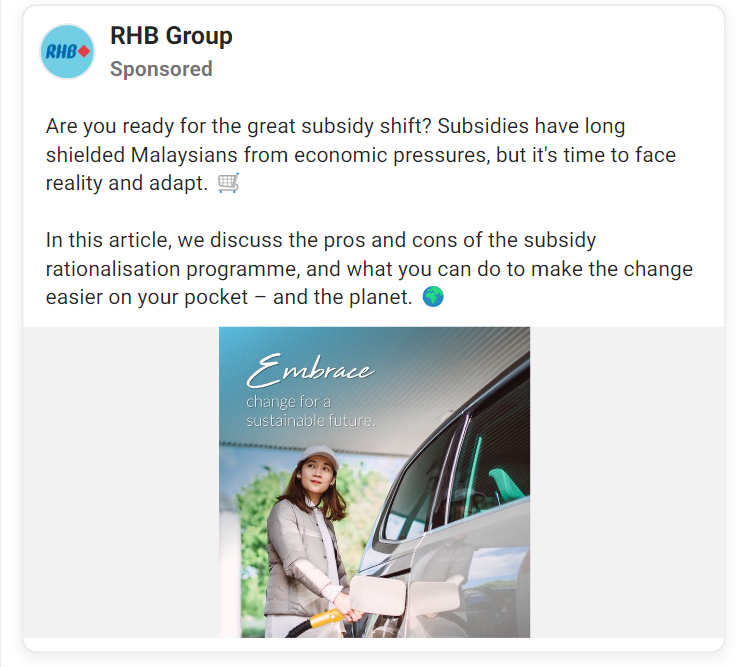 RHB
RHB Group
Sponsored
Are you ready for the great subsidy shift? Subsidies have long
shielded Malaysians from economic pressures, but it's time to face
reality and adapt. 🛒
In this article, we discuss the pros and cons of the subsidy
rationalisation programme, and what you can do to make the change
easier on your pocket – and the planet. 🌍
Embrace
change for a
sustainable future.